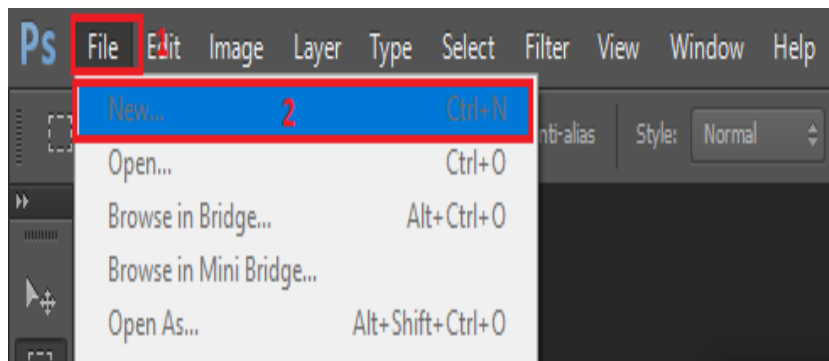 Ps File Edit Image Layer Type Select Filter View Window Help
1
New... 2 Ctrl+N
nti-alias Style: Normal
Open... Ctrl+O
Browse in Bridge... Alt+Ctrl+O
Browse in Mini Bridge...
Open As... Alt+Shift+Ctrl+O